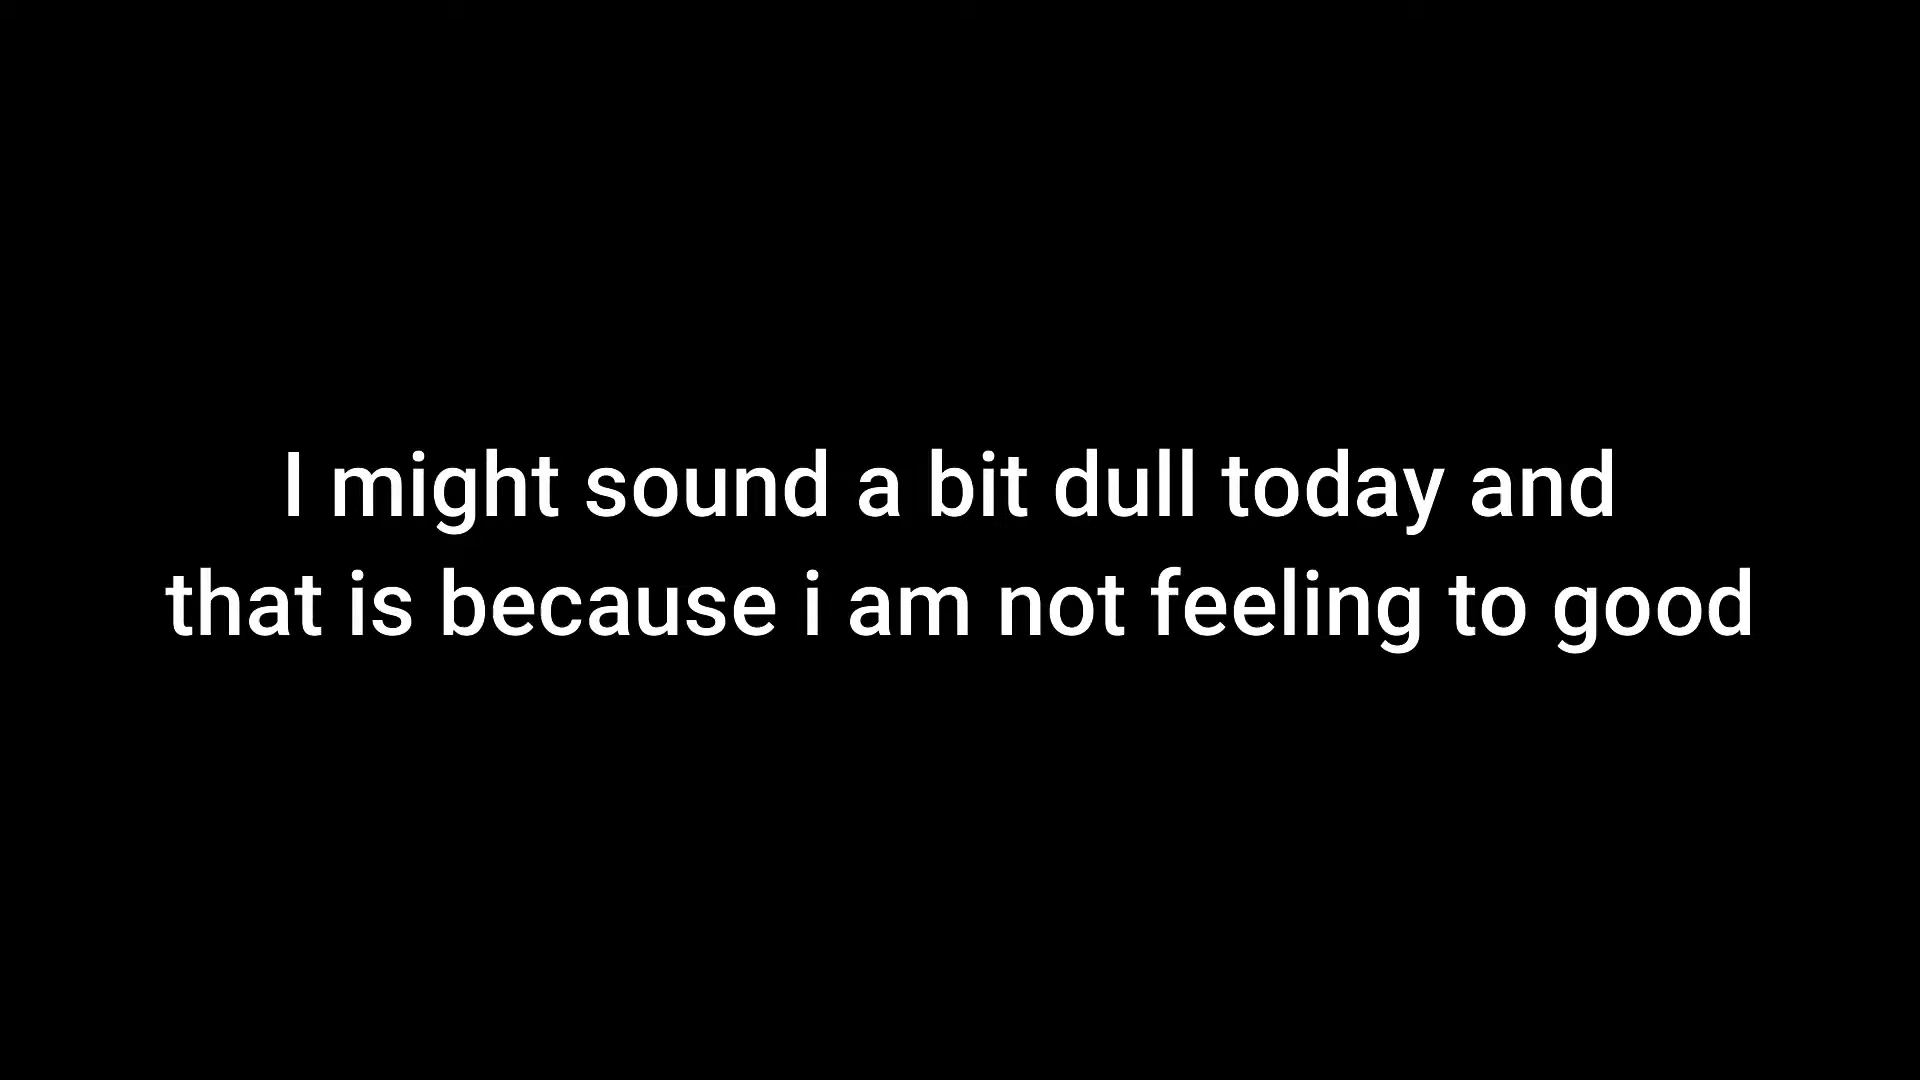 I might sound a bit dull today and
that is because i am not feeling to good